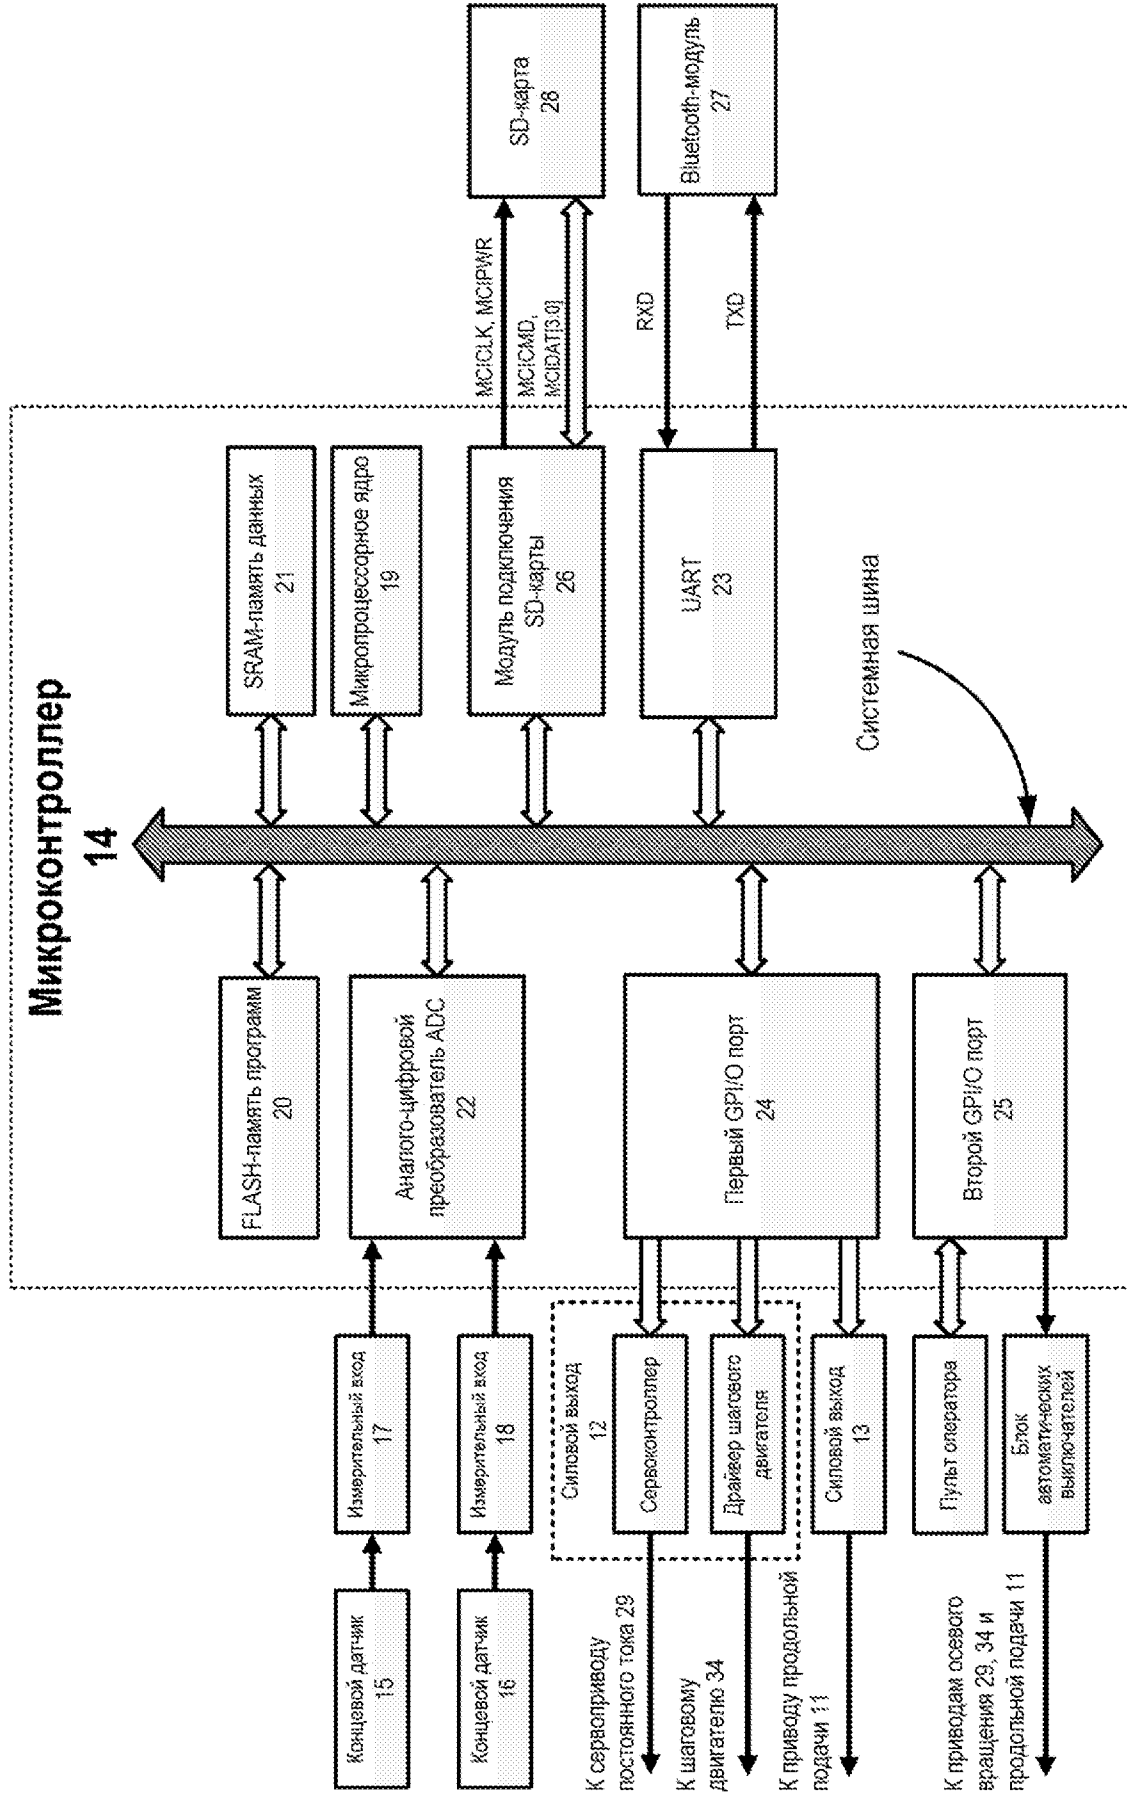 Микроконтроллер
14
Концевой датчик
15
Измерительный вход
17
Концевой датчик
16
Измерительный вход
18
FLASH-память программ
20
Аналого-цифровой
преобразователь ADC
22
SRAM-память данных
21
Микропроцессорное ядро
19
Модуль подключения
SD-карты
26
MCICLK, MCIPWR
MCICMD,
MCIDAT[3:0]
SD-карта
28
UART
23
RXD
TXD
Bluetooth-модуль
27
Системная шина
Силовой выход
12
К сервоприводу
постоянного тока 29
Сервоконтроллер
К шаговому
двигателю 34
Драйвер шагового
двигателя
К приводу продольной
подачи 11
Силовой выход
13
Первый GPI/O порт
24
Пульт оператора
Второй GPI/O порт
25
К приводам осевого
вращения 29, 34 и
продольной подачи 11
Блок
автоматических
выключателей